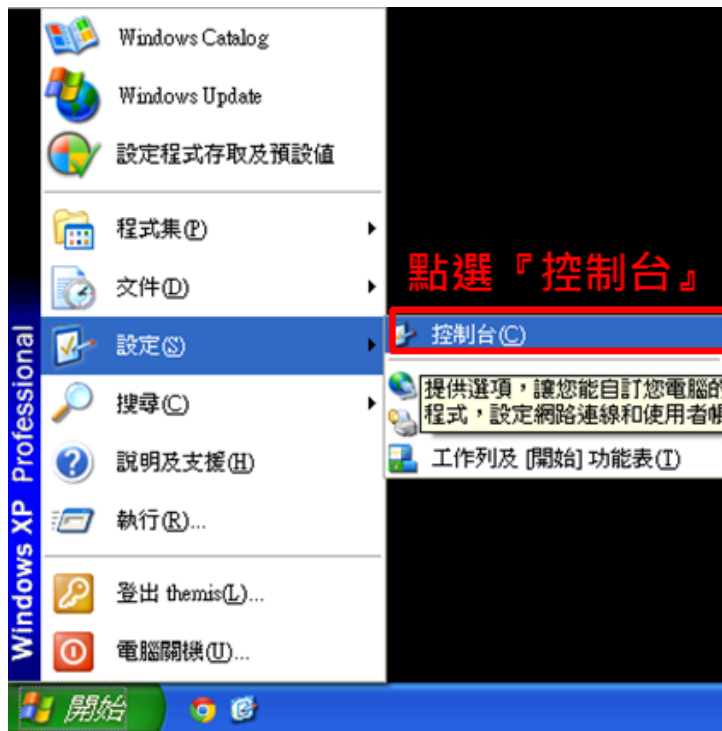 Windows Catalog
Windows Update
設定程式存取及預設値
程式集(P)
文件(D)
點選『控制台』
設定(S)
控制台(C)
搜尋(C)
提供選項，讓您能自訂您電腦的
程式，設定網路連線和使用者帳
說明及支援(H)
工作列及 [開始] 功能表(T)
執行(R)...
登出 themis(L)...
電腦關機(U)...
Windows XP Professional
開始